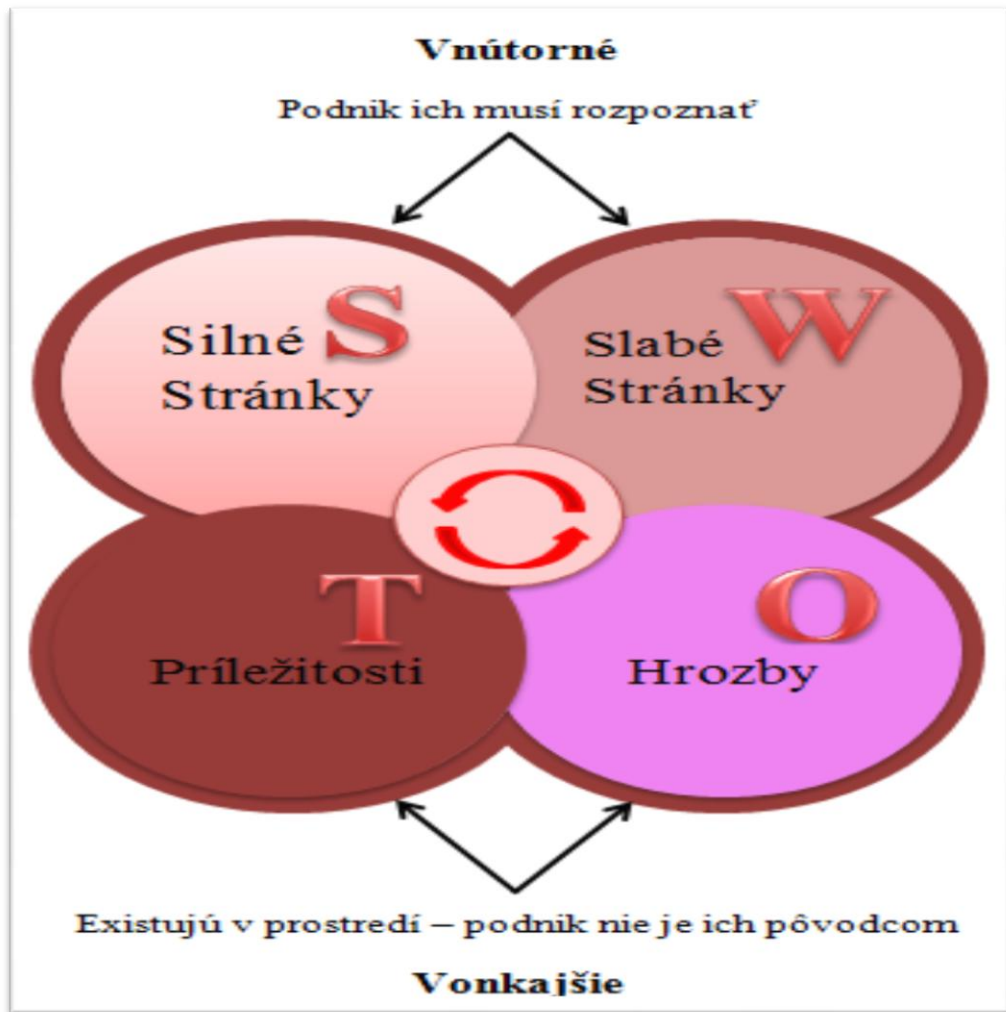 Vnútorné
Podnik ich musí rozpoznať
Silné S
Stránky
Slabé W
Stránky
T
Príležitosti
O
Hrozby
Existujú v prostredí – podnik nie je ich pôvodcom
Vonkajšie